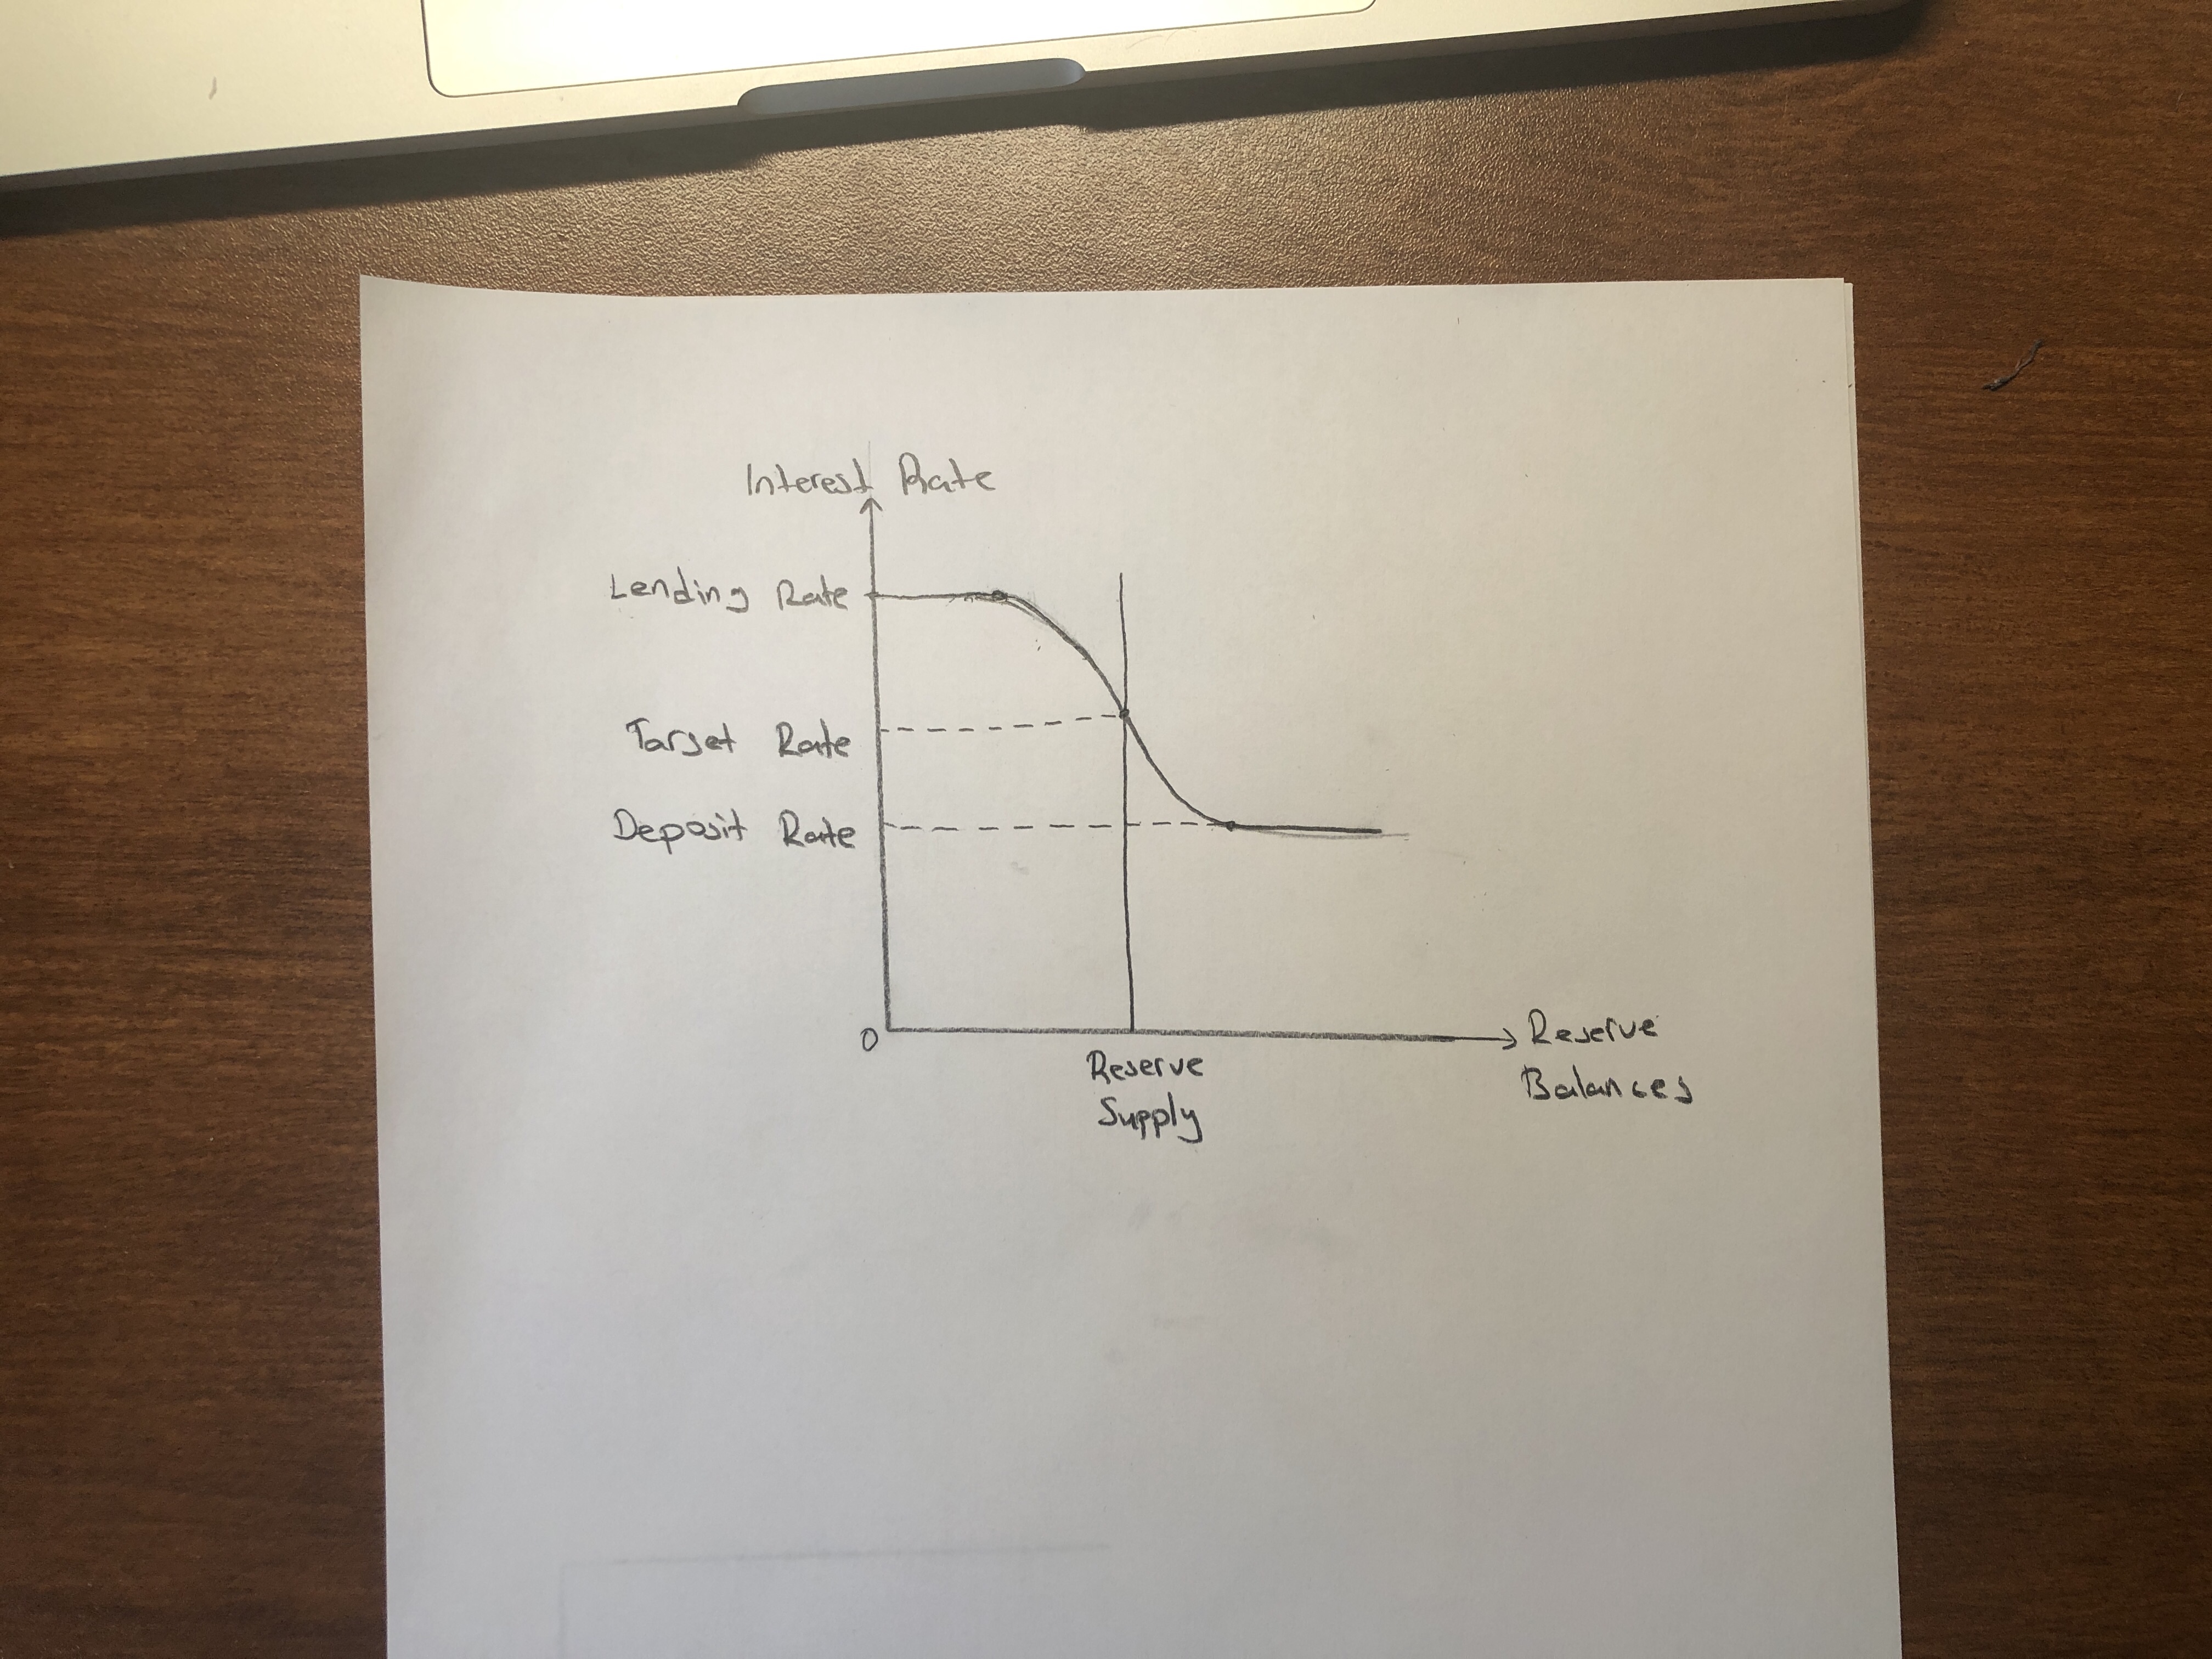 Interest Rate
Lending Rate
Target Rate
Deposit Rate
0
Reserve
Supply
Reserve
Balances